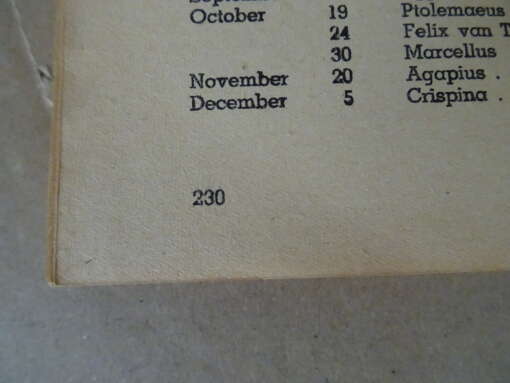 October 19 Ptolemaeus
24 Felix van T
30 Marcellus
November 20 Agapius .
December 5 Crispina .
230